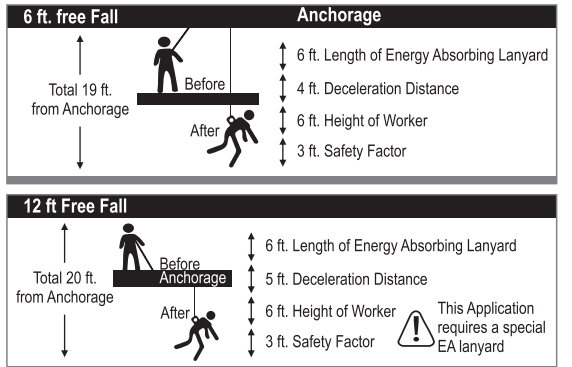 6 ft. free Fall
Anchorage
Total 19 ft.
from Anchorage
Before
After
6 ft. Length of Energy Absorbing Lanyard
4 ft. Deceleration Distance
6 ft. Height of Worker
3 ft. Safety Factor
12 ft Free Fall
Total 20 ft.
from Anchorage
Before
Anchorage
After
6 ft. Length of Energy Absorbing Lanyard
5 ft. Deceleration Distance
6 ft. Height of Worker
3 ft. Safety Factor
!
This Application
requires a special
EA lanyard